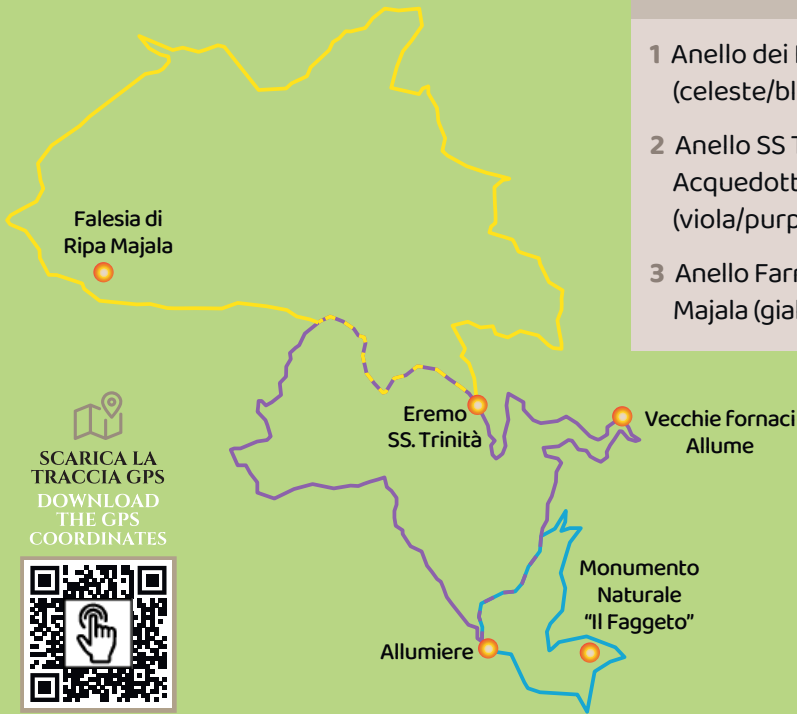 1 Anello dei
(celeste/bl
2 Anello SS
Acquedott
(viola/purp
3 Anello Farn
Majala (gial
Falesia di
Ripa Majala
Eremo
SS. Trinità
Vecchie fornaci
Allume
SCARICA LA
TRACCIA GPS
DOWNLOAD
THE GPS
COORDINATES
Monumento
Naturale
“Il Faggeto”
Allumiere